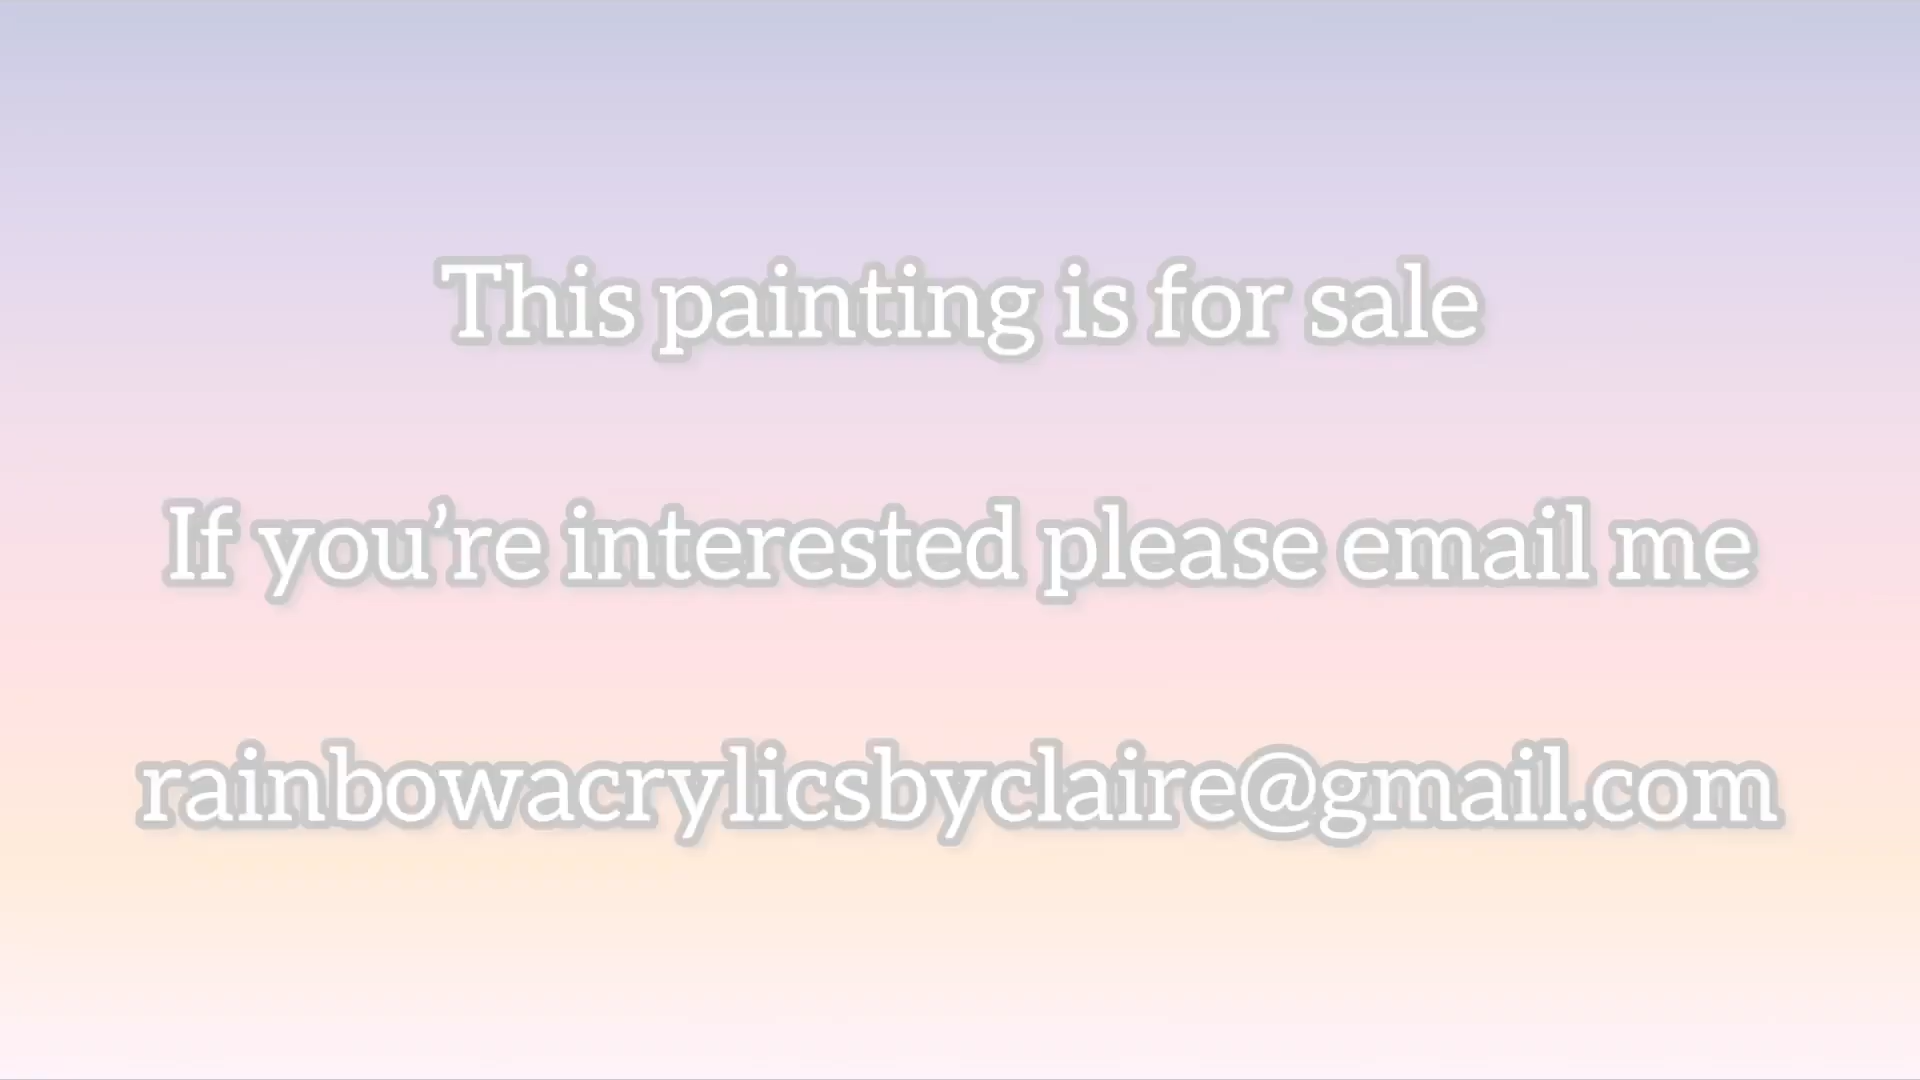 This painting is for sale
If you’re interested please email me
rainbowacrylicsbyclaire@gmail.com